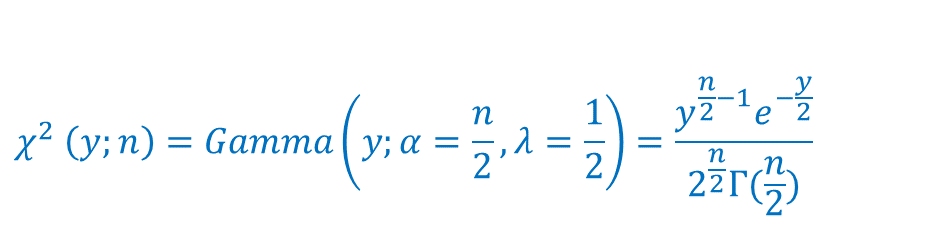 χ² (y; n) = Gamma (y; α = n/2, λ = 1/2) = y^(n/2 −1) e^(−y/2) / 2^(n/2) Γ(n/2)